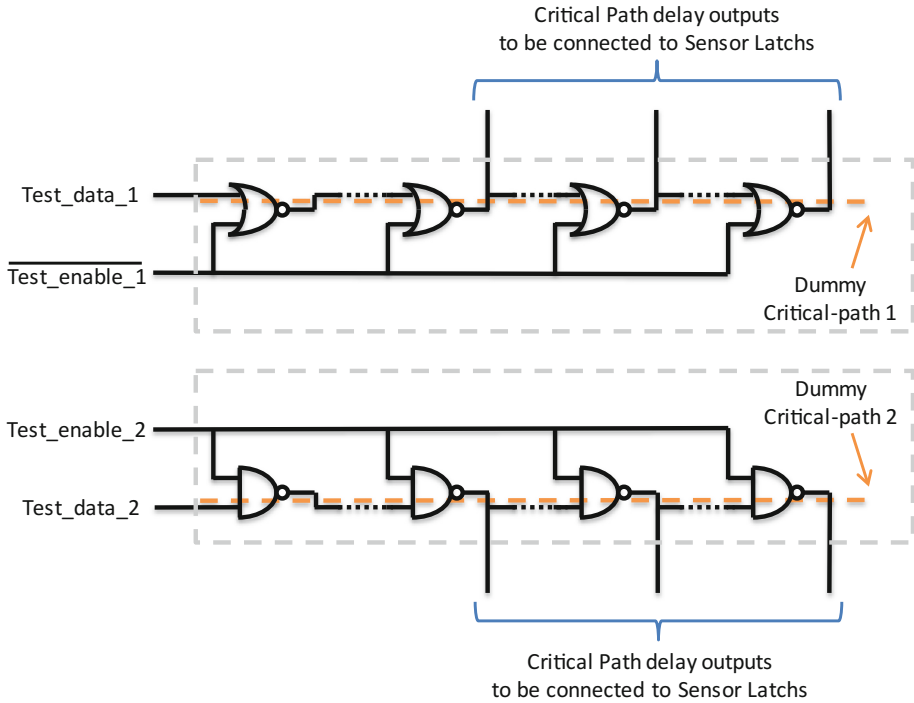 Critical Path delay outputs
to be connected to Sensor Latchs
Test_data_1
Test_enable_1
Dummy
Critical-path 1
Dummy
Critical-path 2
Test_enable_2
Test_data_2
Critical Path delay outputs
to be connected to Sensor Latchs